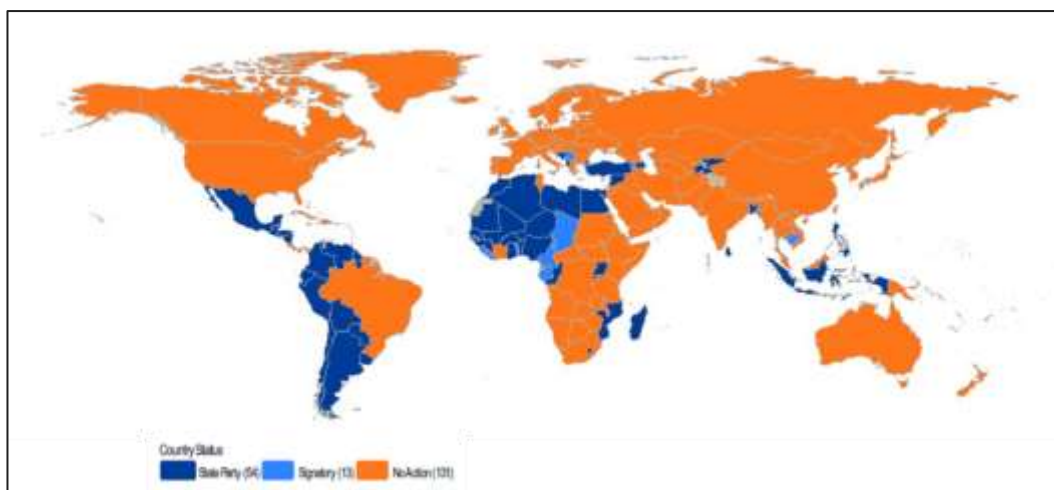 Country Status
State Party (54) Signatory (13) No Action (131)